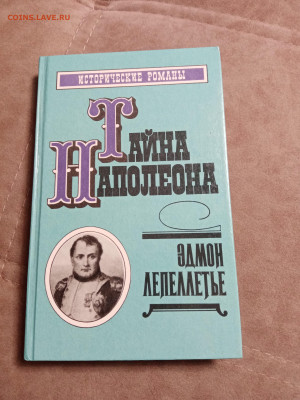 COINS.LAVE.RU
ИСТОРИЧЕСКИЕ РОМАНЫ
ТАЙНА
НАПОЛЕОНА
ЭДМОН
ЛЕПЕЛЛЕТЬЕ